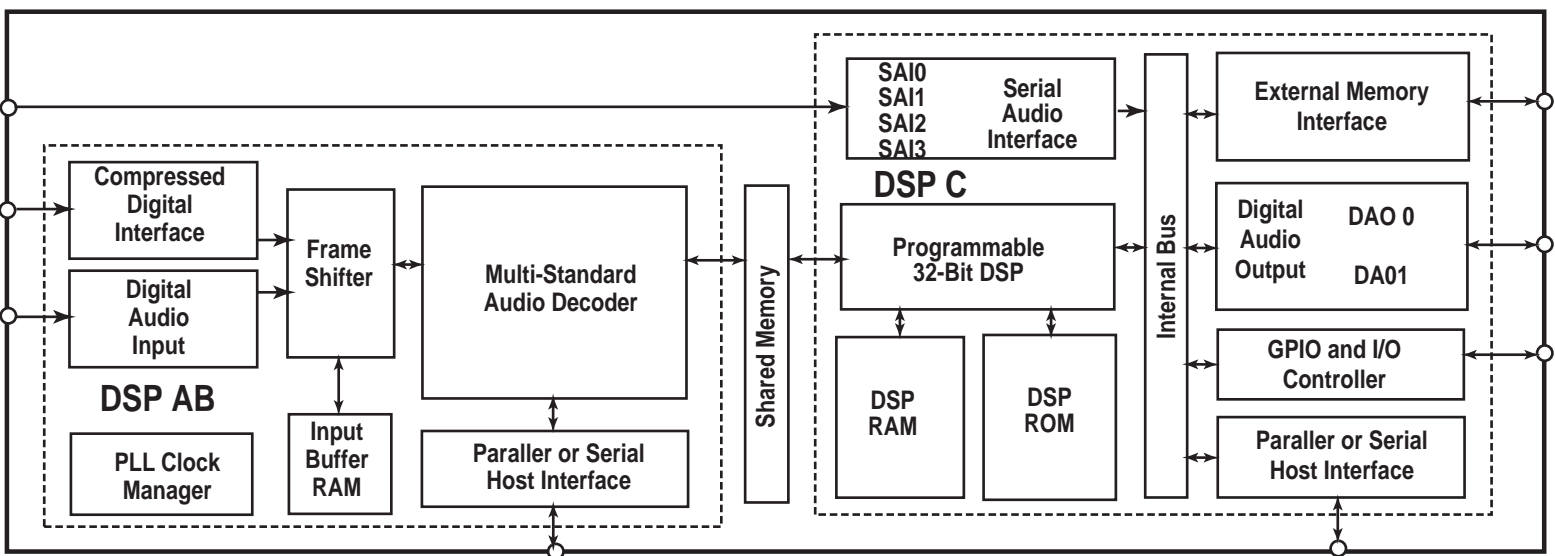 Compressed
Digital
Interface
Digital
Audio
Input
DSP AB
PLL Clock
Manager
Frame
Shifter
Input
Buffer
RAM
Multi-Standard
Audio Decoder
Paraller or Serial
Host Interface
Shared Memory
SAI0
SAI1
SAI2
SAI3
Serial
Audio
Interface
DSP C
Programmable
32-Bit DSP
DSP
RAM
DSP
ROM
Internal Bus
External Memory
Interface
Digital
Audio
Output
DAO 0
DA01
GPIO and I/O
Controller
Paraller or Serial
Host Interface